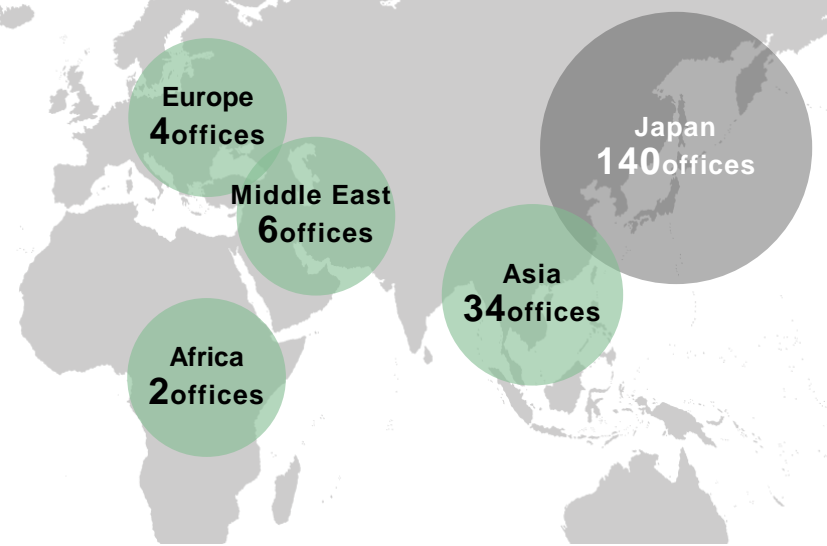 Europe
4offices
Middle East
6offices
Africa
2offices
Asia
34offices
Japan
140offices